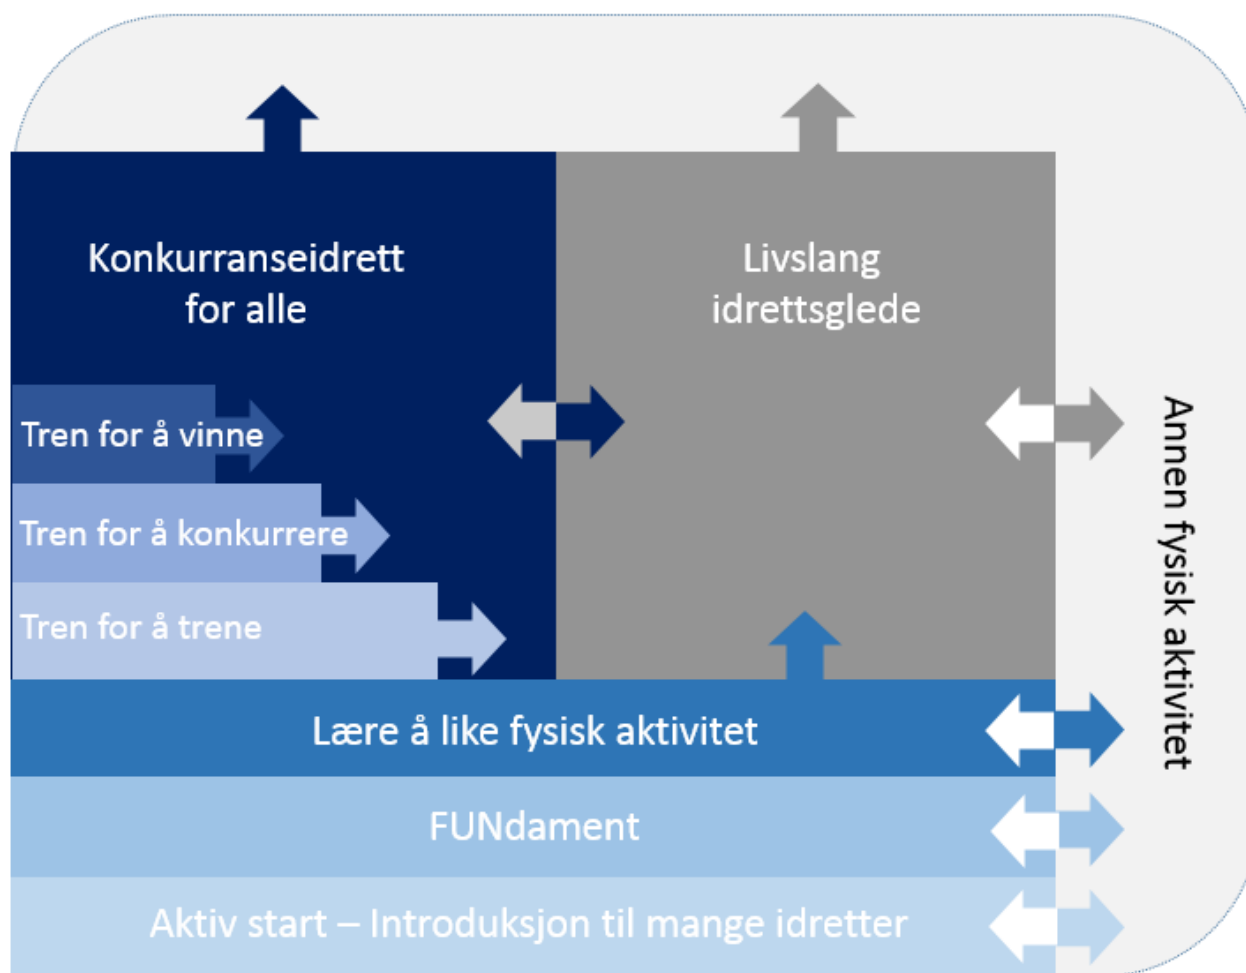 Konkurranseidrett
for alle
Livslang
idrettsglede
Tren for å vinne
Tren for å konkurrere
Tren for å trene
Annen fysisk aktivitet
Lære å like fysisk aktivitet
FUNdament
Aktiv start – Introduksjon til mange idretter